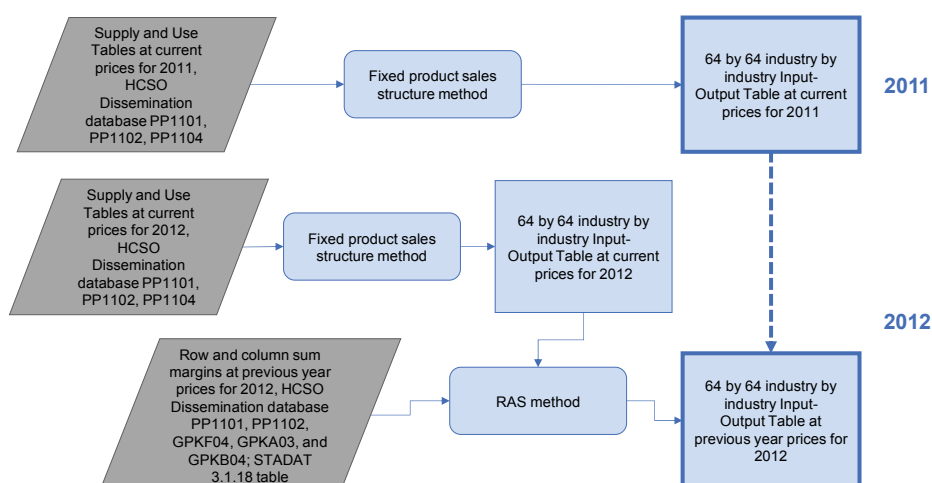 Supply and Use
Tables at current
prices for 2011,
HCSO
Dissemination
database PP1101,
PP1102, PP1104
Fixed product sales
structure method
64 by 64 industry by
industry Input-
Output Table at current
prices for 2011
2011
Supply and Use
Tables at current
prices for 2012,
HCSO
Dissemination
database PP1101,
PP1102, PP1104
Fixed product sales
structure method
64 by 64 industry by
industry Input-
Output Table at current
prices for 2012
2012
Row and column sum
margins at previous year
prices for 2012, HCSO
Dissemination database
PP1101, PP1102,
GPKF04, GPKA03, and
GPKB04; STADAT
3.1.18 table
RAS method
64 by 64 industry by
industry Input-
Output Table at
previous year prices for
2012